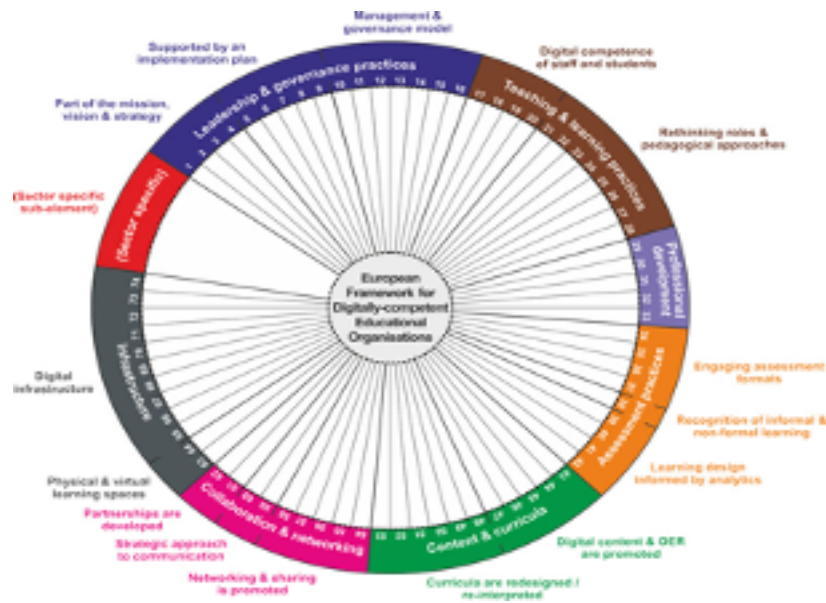 Management &
governance model
Supported by an
implementation plan
Part of the mission,
vision & strategy
Leadership & governance practices
Digital competence
of staff and students
Rethinking roles &
pedagogical approaches
Teaching & learning practices
(Sector specific
sub-element)
(Sector specific)
Professional
development
European
Framework for
Digitally-competent
Educational
Organisations
Digital
infrastructure
Infrastructure
Physical & virtual
learning spaces
Engaging assessment
formats
Recognition of informal &
non-formal learning
Learning design
informed by analytics
Assessment practices
Partnerships are
developed
Strategic approach
to communication
Networking & sharing
is promoted
Collaboration & networking
Content & curricula
Digital content & OER
are promoted
Curricula are redesigned /
re-interpreted